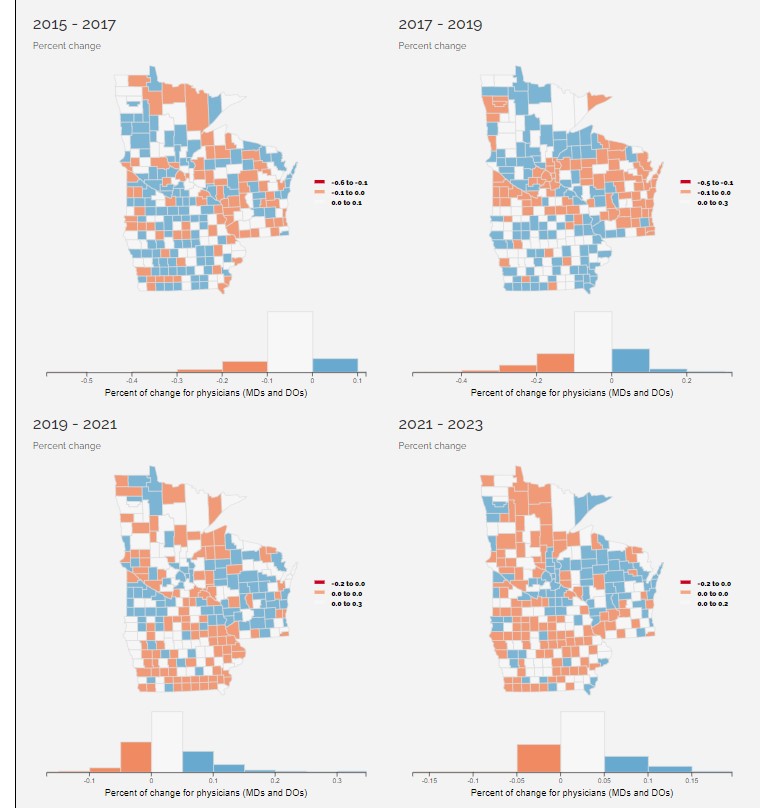 2015 - 2017
Percent change
-0.5 to -0.1
-0.1 to 0.0
0.0 to 0.1
-0.5
-0.4
-0.3
-0.2
-0.1
0
0.1
Percent of change for physicians (MDs and DOs)
2017 - 2019
Percent change
-0.5 to -0.1
-0.1 to 0.0
0.0 to 0.3
-0.4
-0.2
0
0.2
Percent of change for physicians (MDs and DOs)
2019 - 2021
Percent change
-0.2 to 0.0
0.0 to 0.0
0.0 to 0.3
-0.1
0
0.1
0.2
0.3
Percent of change for physicians (MDs and DOs)
2021 - 2023
Percent change
-0.2 to 0.0
0.0 to 0.0
0.0 to 0.2
-0.15
-0.1
-0.05
0
0.05
0.1
0.15
Percent of change for physicians (MDs and DOs)